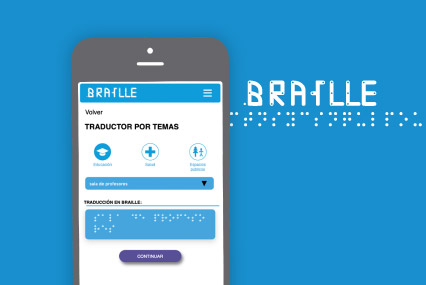 BRAILLE
Volver
TRADUCTOR POR TEMAS
Educación Salud Espacios públicos
sala de profesores
TRADUCCIÓN EN BRAILLE:
CONTINUAR
BRAILLE